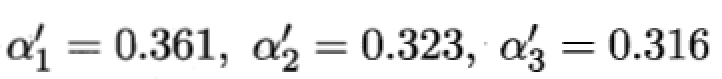 α′₁ = 0.361, α′₂ = 0.323, α′₃ = 0.316